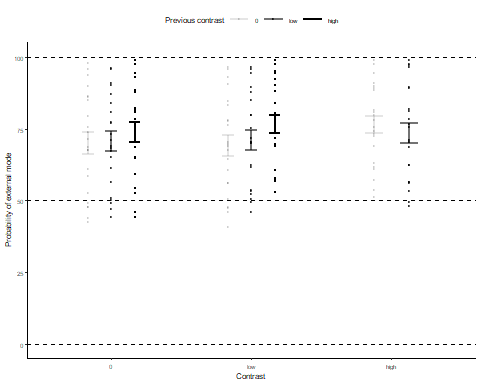 Previous contrast 0 low high
100
75
50
25
0
Probability of external mode
0 low high
Contrast